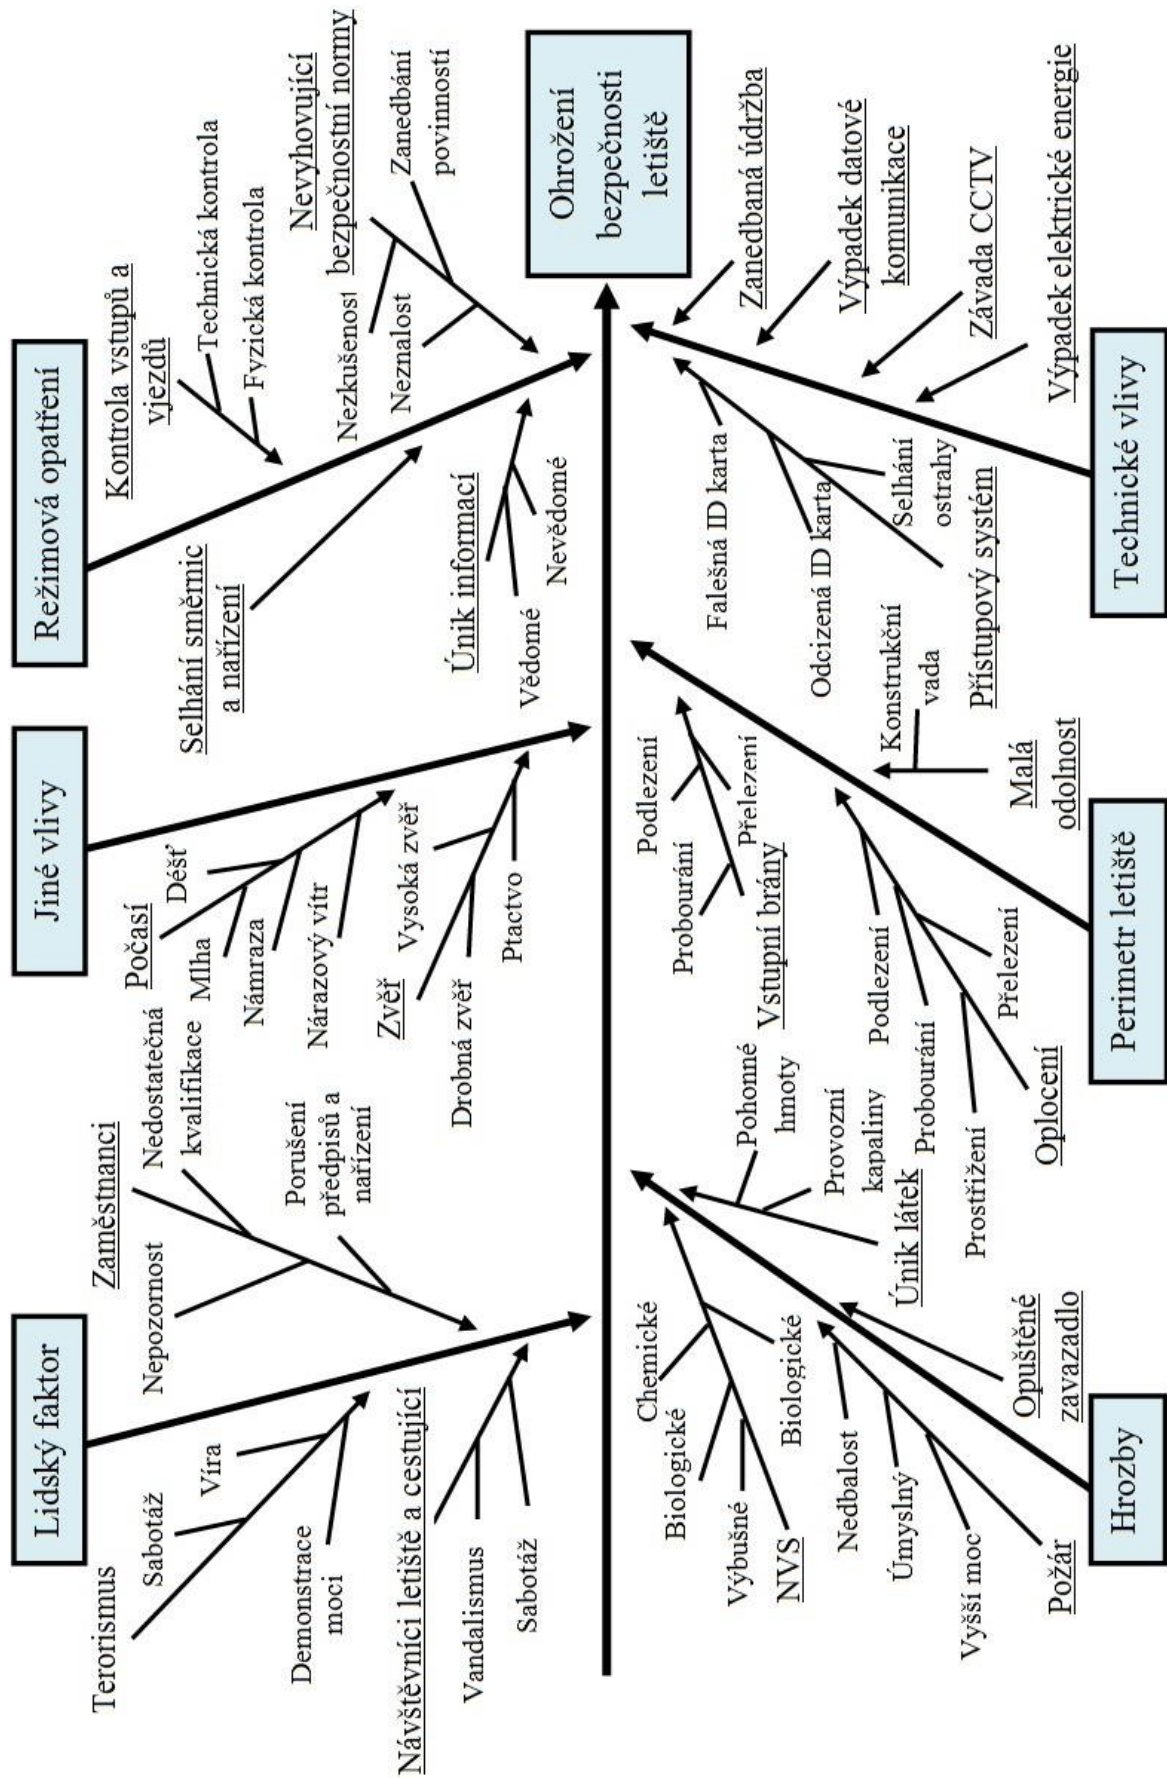 Lidský faktor
Jiné vlivy
Režimová opatření
Terorismus
Sabotáž
Víra
Demonstrace
moci
Zaměstnanci
Nepozornost
Nedostatečná
kvalifikace
Porušení
předpisů a
nařízení
Návštěvníci letiště a cestující
Vandalismus
Sabotáž
Počasí
Déšť
Mlha
Námraza
Nárazový vítr
Zvěř
Vysoká zvěř
Drobná zvěř
Ptactvo
Kontrola vstupů a
vjezdů
Technická kontrola
Fyzická kontrola
Selhání směrnic
a nařízení
Nevyhovující
bezpečnostní normy
Nezkušenost
Neznalost
Zanedbání
povinností
Únik informací
Vědomé
Nevědomé
Ohrožení
bezpečnosti
letiště
Chemické
Biologické
Biologické
Výbušné
NVS
Nedbalost
Úmyslný
Vyšší moc
Požár
Pohonné
hmoty
Provozní
kapaliny
Únik látek
Opuštěné
zavazadlo
Podlezení
Probourání
Přelezení
Vstupní brány
Podlezení
Probourání
Prostřižení
Přelezení
Oplocení
Konstrukční
vada
Malá
odolnost
Falešná ID karta
Odcizená ID karta
Selhání
ostrahy
Přístupový systém
Zanedbaná údržba
Výpadek datové
komunikace
Závada CCTV
Výpadek elektrické energie
Hrozby
Perimetr letiště
Technické vlivy